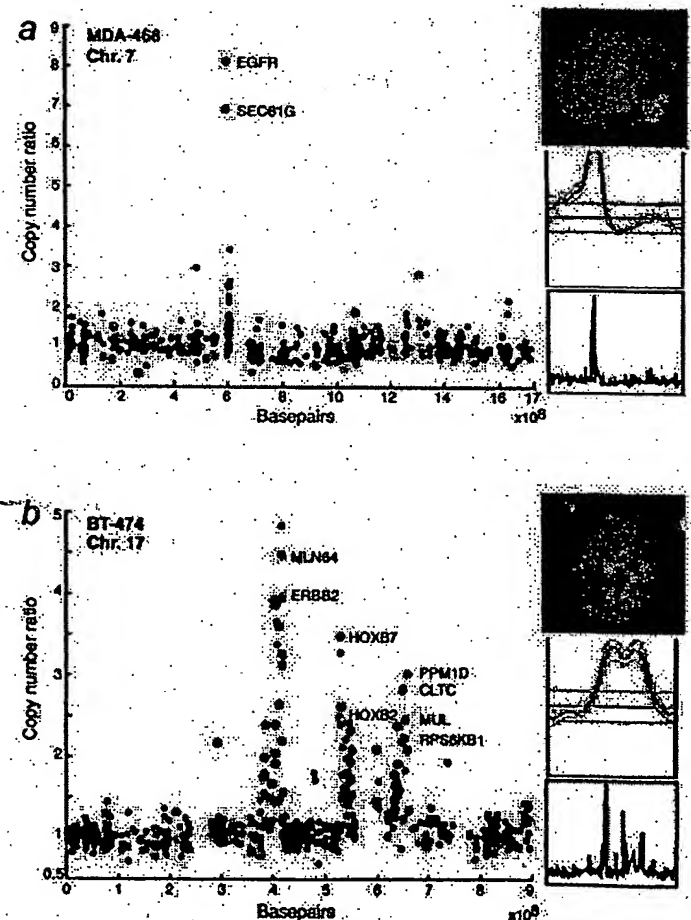 a
MDA-468
Chr. 7
Copy number ratio
9
8
7
6
5
4
3
2
1
0
EGFR
SEC61G
0 2 4 6 8 10 12 14 16 17
Basepairs
b
BT-474
Chr. 17
Copy number ratio
5
4
3
2
1
0.5
MLN64
ERBB2
HOXB7
PPM1D
CLTC
HOXB2
MUL
RPS6KB1
0 1 2 3 4 5 6 7 8 9
Basepairs